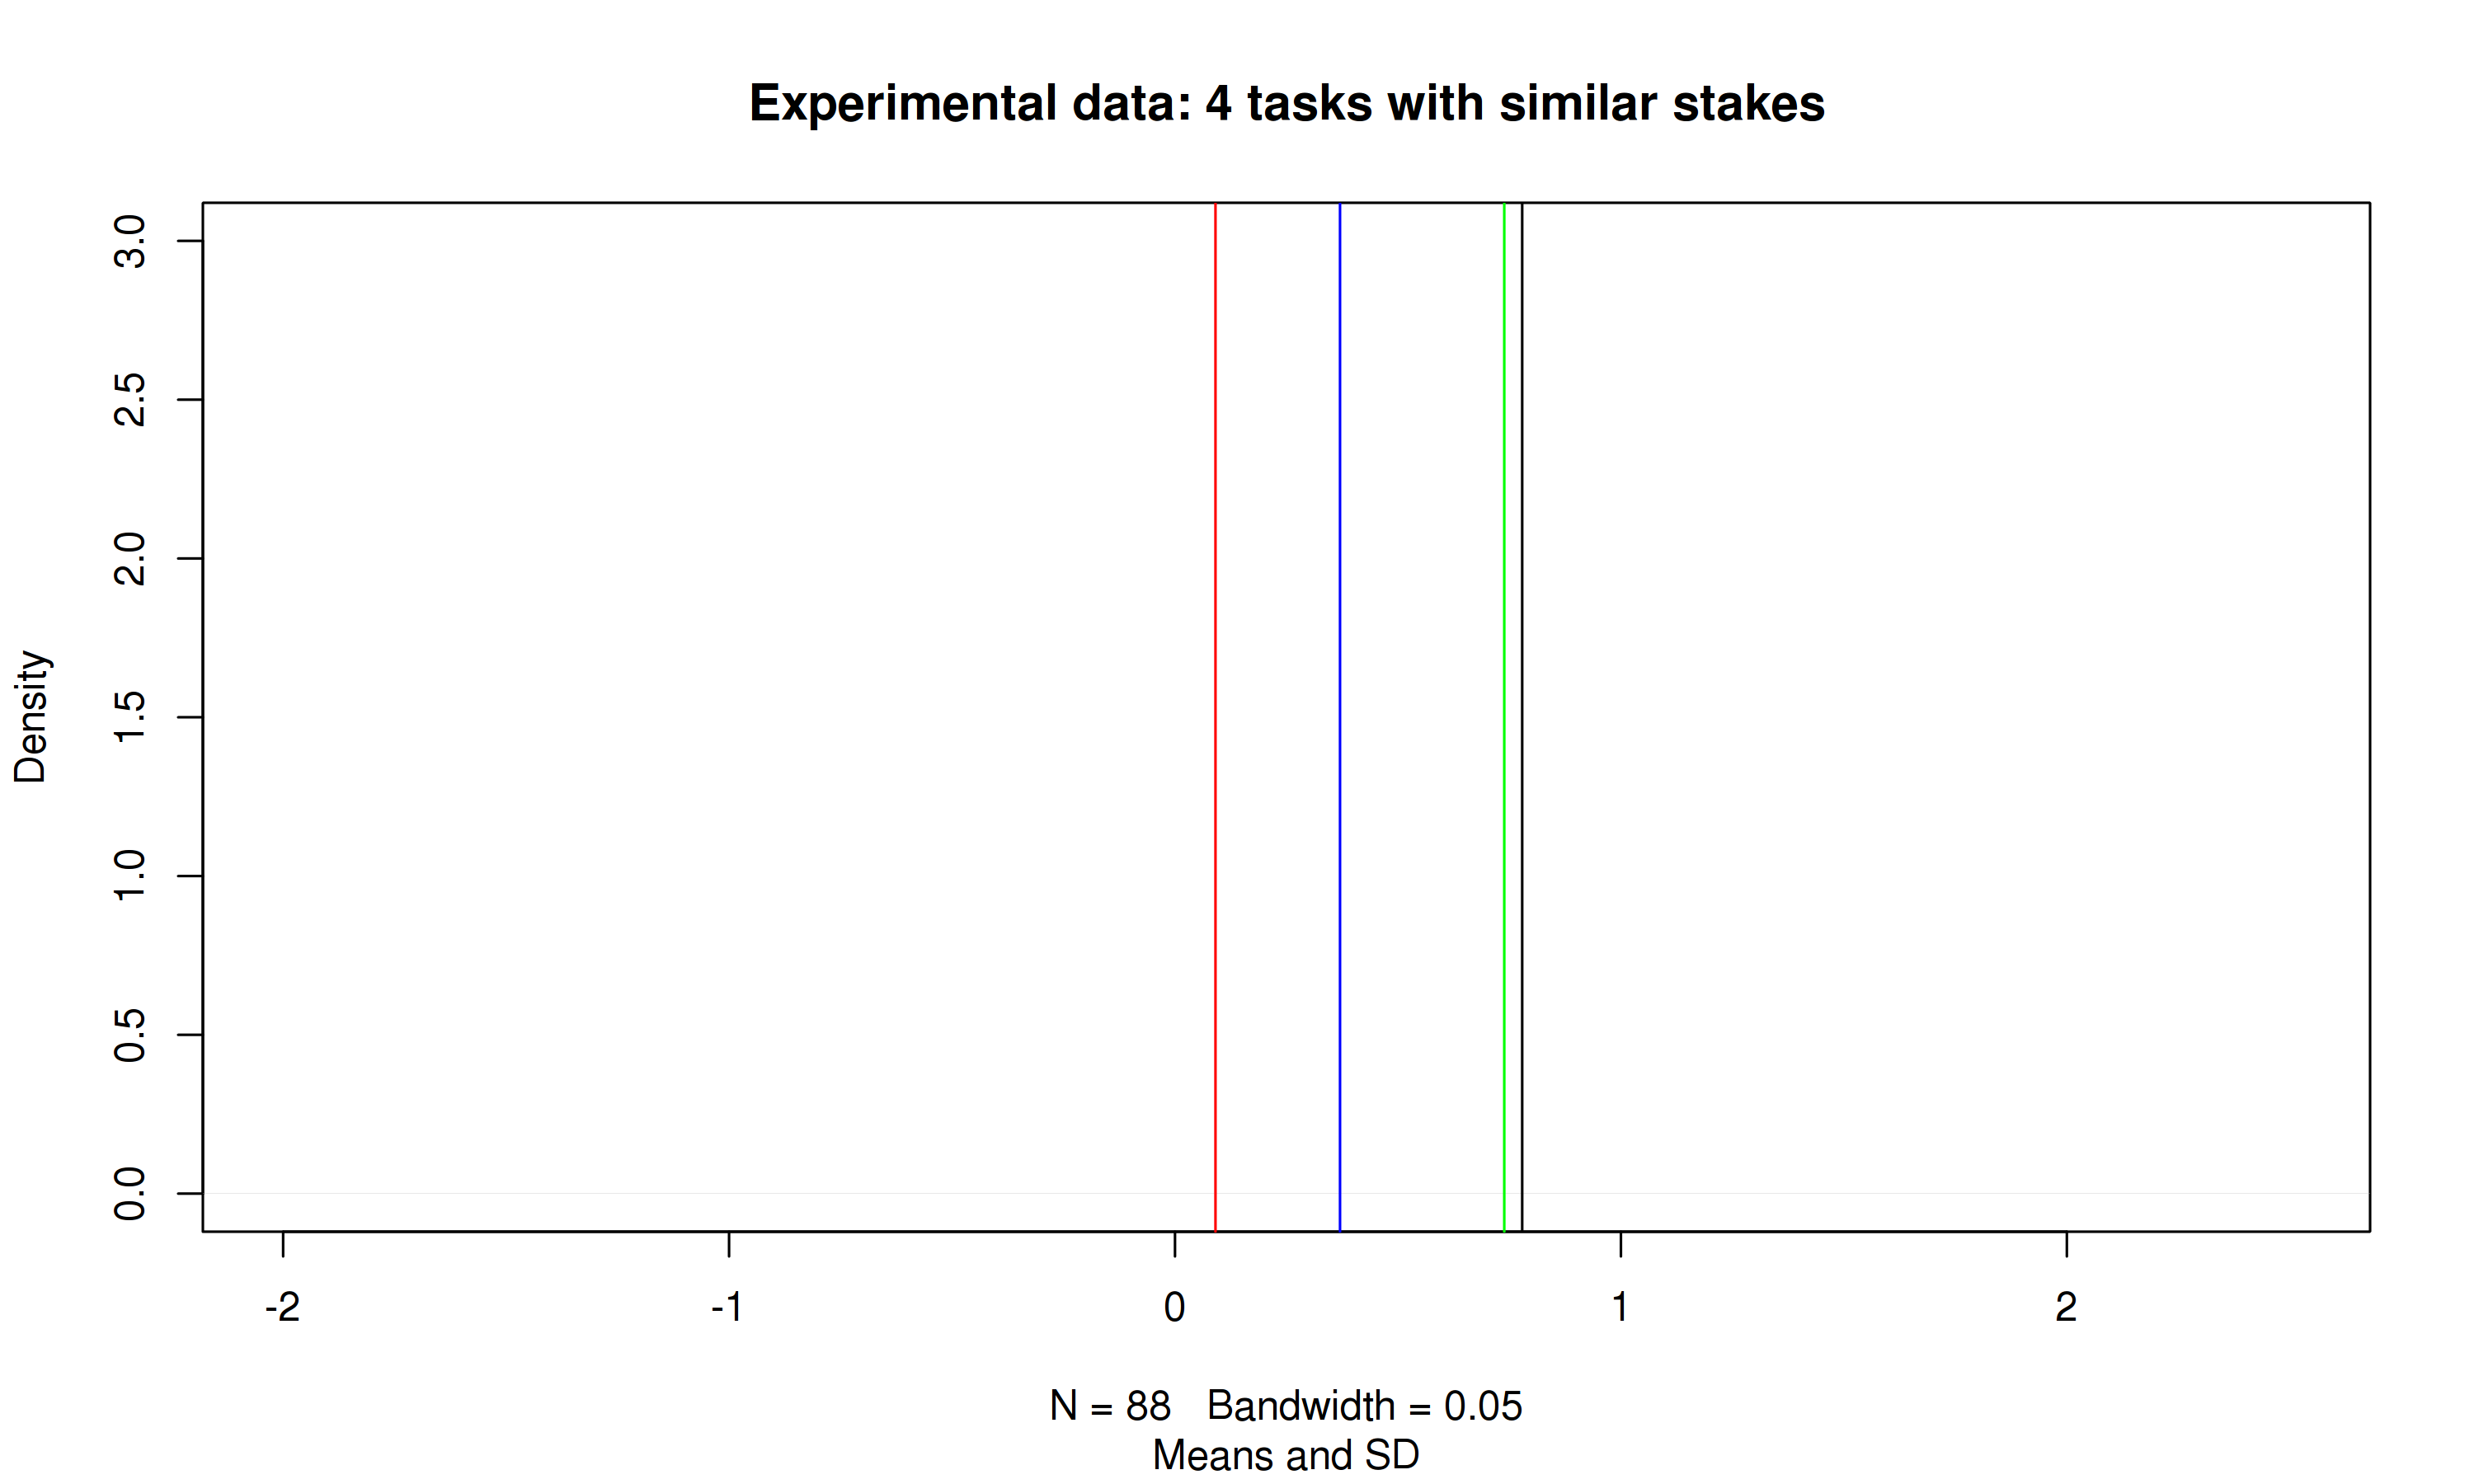 Experimental data: 4 tasks with similar stakes
Density
3.0
2.5
2.0
1.5
1.0
0.5
0.0
-2 -1 0 1 2
N = 88 Bandwidth = 0.05
Means and SD